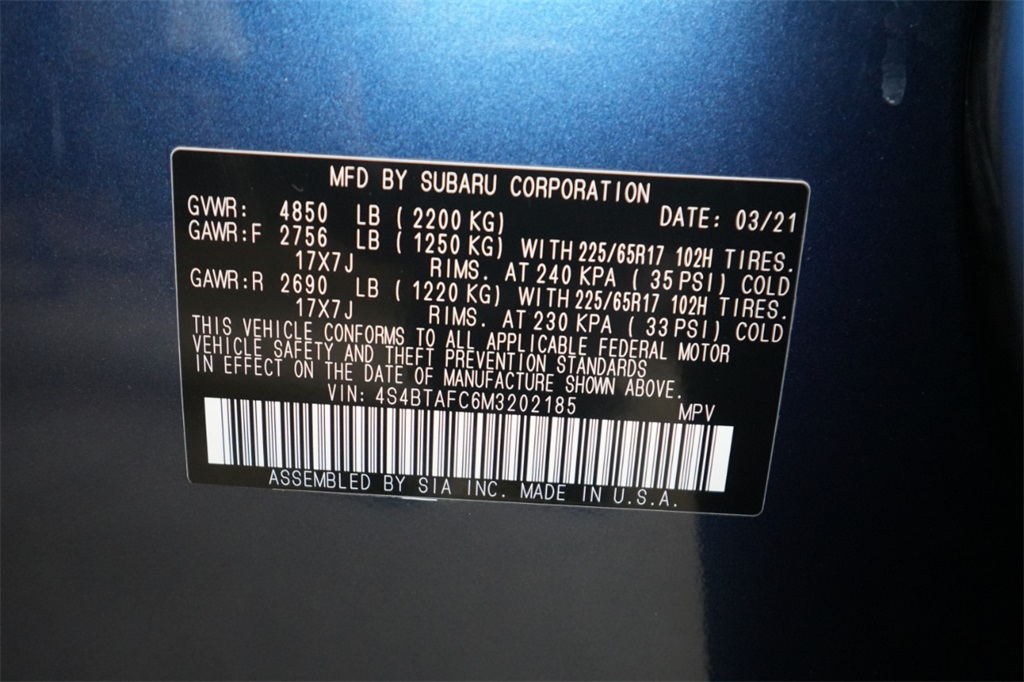 MFD BY SUBARU CORPORATION
GVWR: 4850 LB ( 2200 KG) DATE: 03/21
GAWR:F 2756 LB ( 1250 KG) WITH 225/65R17 102H TIRES.
17X7J RIMS. AT 240 KPA ( 35 PSI) COLD
GAWR:R 2690 LB ( 1220 KG) WITH 225/65R17 102H TIRES.
17X7J RIMS. AT 230 KPA ( 33 PSI) COLD
THIS VEHICLE CONFORMS TO ALL APPLICABLE FEDERAL MOTOR
VEHICLE SAFETY AND THEFT PREVENTION STANDARDS
IN EFFECT ON THE DATE OF MANUFACTURE SHOWN ABOVE.
VIN: 4S4BTAFC6M3202185 MPV
ASSEMBLED BY SIA INC. MADE IN U.S.A.